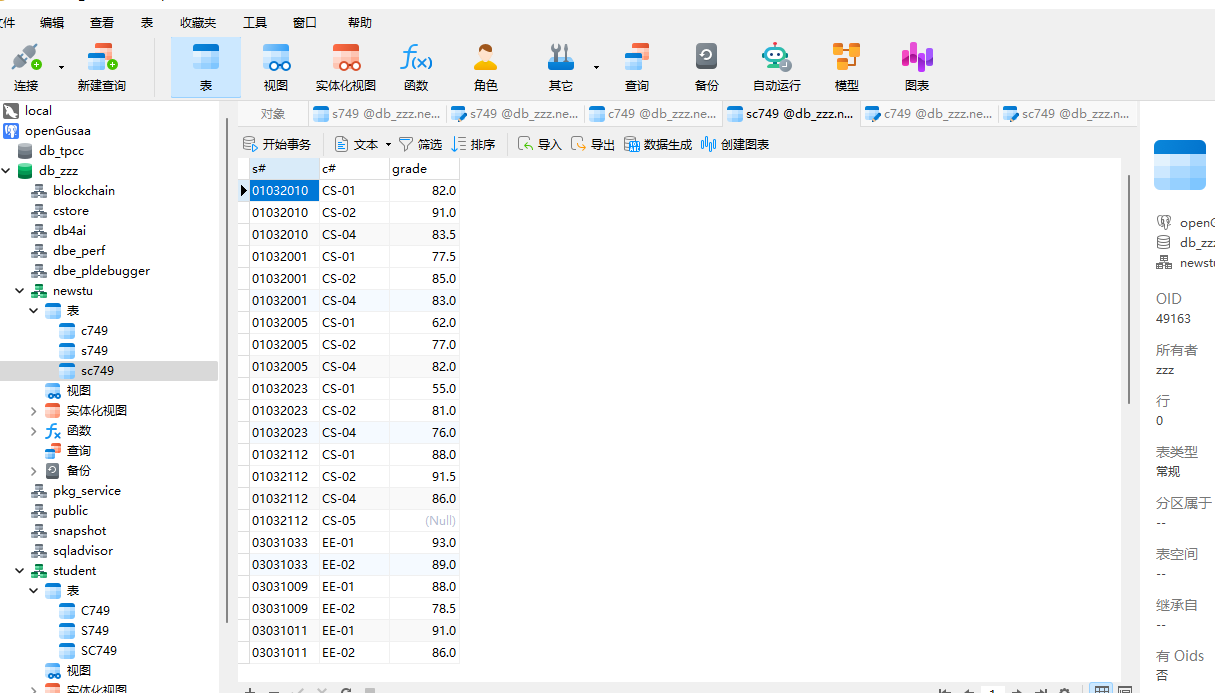 件 编辑 查看 表 收藏夹 工具 窗口 帮助
连接 新建查询 表 视图 实体化视图 函数 角色 其它 查询 备份 自动运行 模型 图表
local
openGusaa
db_tpcc
db_zzz
blockchain
cstore
db4ai
dbe_perf
dbe_pldebugger
newstu
表
c749
s749
sc749
视图
实体化视图
函数
查询
备份
pkg_service
public
snapshot
sqladvisor
student
表
C749
S749
SC749
视图
实体化视图
对象 s749 @db_zzz.ne... s749 @db_zzz.ne... c749 @db_zzz.ne... sc749 @db_zzz.n... c749 @db_zzz.ne... sc749 @db_zzz.n...
开始事务 文本 筛选 排序 导入 导出 数据生成 创建图表
s# c# grade
01032010 CS-01 82.0
01032010 CS-02 91.0
01032010 CS-04 83.5
01032001 CS-01 77.5
01032001 CS-02 85.0
01032001 CS-04 83.0
01032005 CS-01 62.0
01032005 CS-02 77.0
01032005 CS-04 82.0
01032023 CS-01 55.0
01032023 CS-02 81.0
01032023 CS-04 76.0
01032112 CS-01 88.0
01032112 CS-02 91.5
01032112 CS-04 86.0
01032112 CS-05 (Null)
03031033 EE-01 93.0
03031033 EE-02 89.0
03031009 EE-01 88.0
03031009 EE-02 78.5
03031011 EE-01 91.0
03031011 EE-02 86.0
1
openG
db_zzz
newstu
OID
49163
所有者
zzz
行
0
表类型
常规
分区属于
--
表空间
--
继承自
--
有 Oids
否